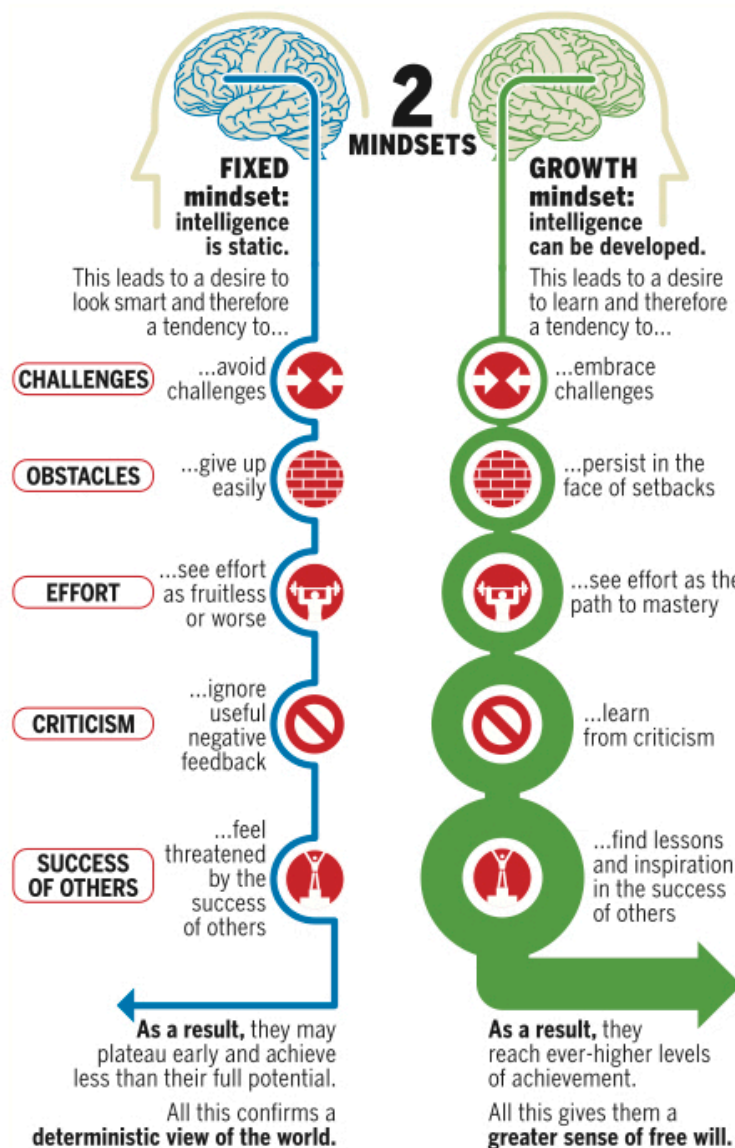 2
MINDSETS
FIXED
mindset:
intelligence
is static.
This leads to a desire to
look smart and therefore
a tendency to...
GROWTH
mindset:
intelligence
can be developed.
This leads to a desire
to learn and therefore
a tendency to...
CHALLENGES
...avoid
challenges
...embrace
challenges
OBSTACLES
...give up
easily
...persist in the
face of setbacks
EFFORT
...see effort
as fruitless
or worse
...see effort as the
path to mastery
CRITICISM
...ignore
useful
negative
feedback
...learn
from criticism
SUCCESS
OF OTHERS
...feel
threatened
by the
success
of others
...find lessons
and inspiration
in the success
of others
As a result, they may
plateau early and achieve
less than their full potential.
All this confirms a
deterministic view of the world.
As a result, they
reach ever-higher levels
of achievement.
All this gives them a
greater sense of free will.